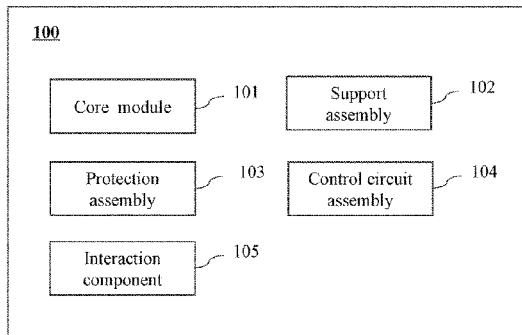 100
Core module
101
Support
assembly
102
Protection
assembly
103
Control circuit
assembly
104
Interaction
component
105